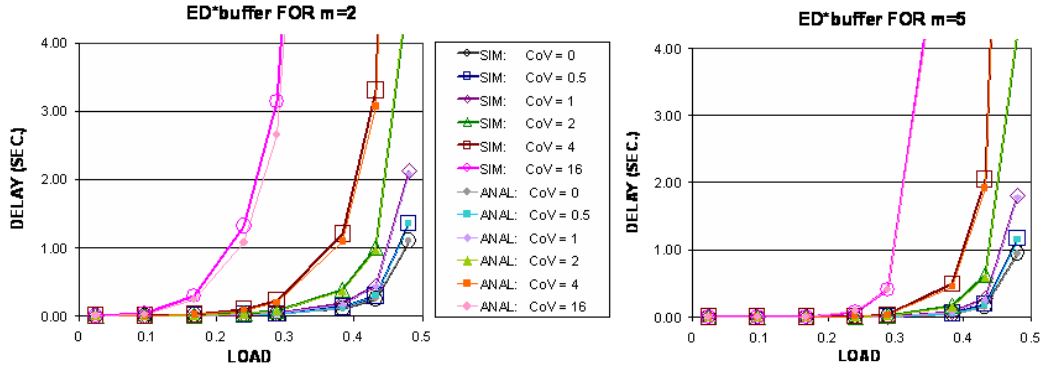 ED*buffer FOR m=2
4.00
3.00
2.00
1.00
0.00
DELAY (SEC.)
0 0.1 0.2 0.3 0.4 0.5
LOAD
SIM: CoV = 0
SIM: CoV = 0.5
SIM: CoV = 1
SIM: CoV = 2
SIM: CoV = 4
SIM: CoV = 16
ANAL: CoV = 0
ANAL: CoV = 0.5
ANAL: CoV = 1
ANAL: CoV = 2
ANAL: CoV = 4
ANAL: CoV = 16
ED*buffer FOR m=5
4.00
3.00
2.00
1.00
0.00
DELAY (SEC.)
0 0.1 0.2 0.3 0.4 0.5
LOAD